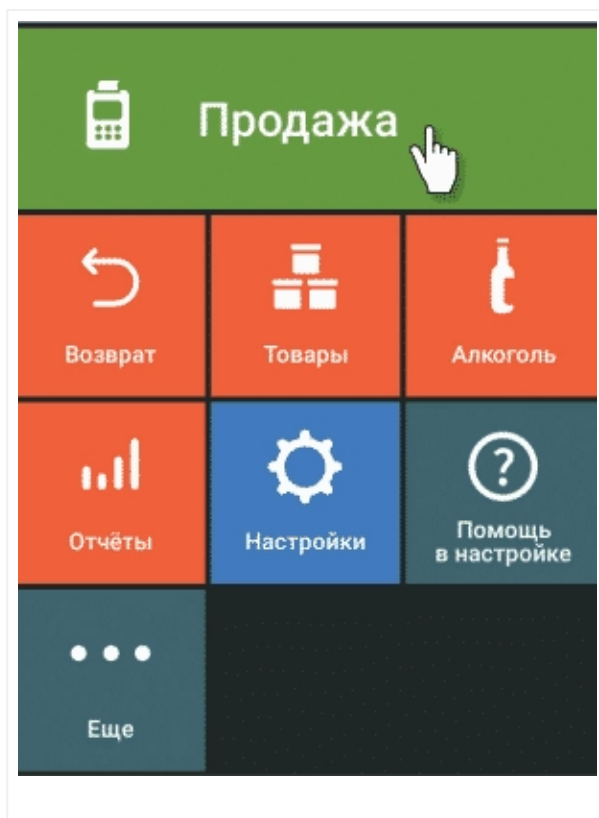 Продажа
Возврат
Товары
Алкоголь
Отчёты
Настройки
Помощь
в настройке
Еще